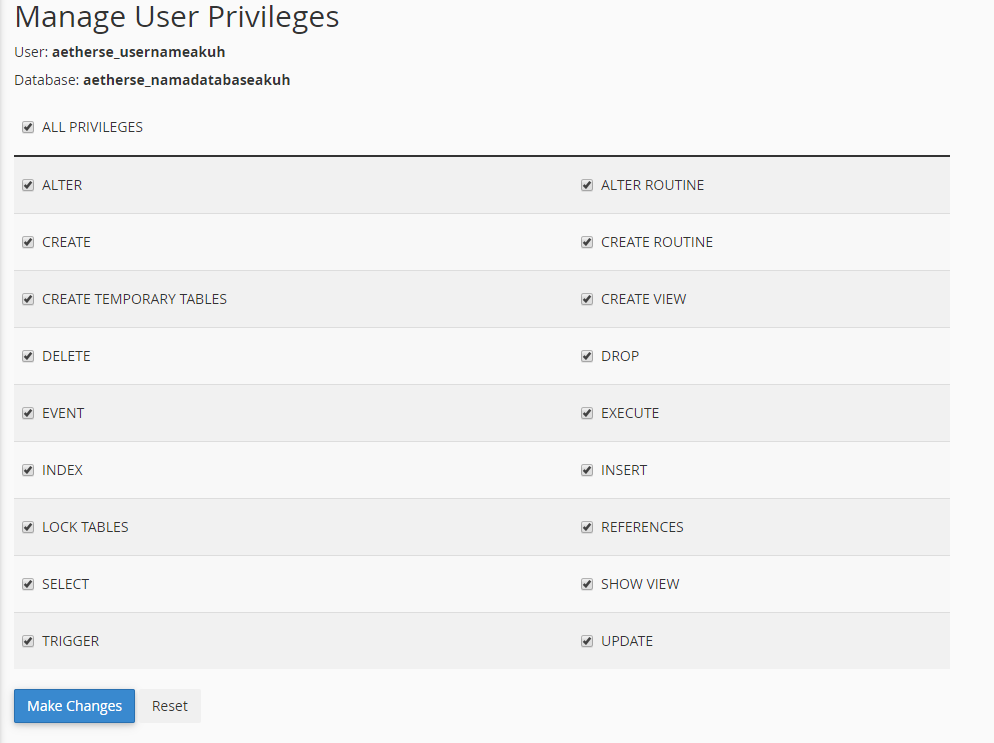 Manage User Privileges
User: aetherse_usernameakuh
Database: aetherse_namadatabaseakuh
ALL PRIVILEGES
ALTER ALTER ROUTINE
CREATE CREATE ROUTINE
CREATE TEMPORARY TABLES CREATE VIEW
DELETE DROP
EVENT EXECUTE
INDEX INSERT
LOCK TABLES REFERENCES
SELECT SHOW VIEW
TRIGGER UPDATE
Make Changes Reset